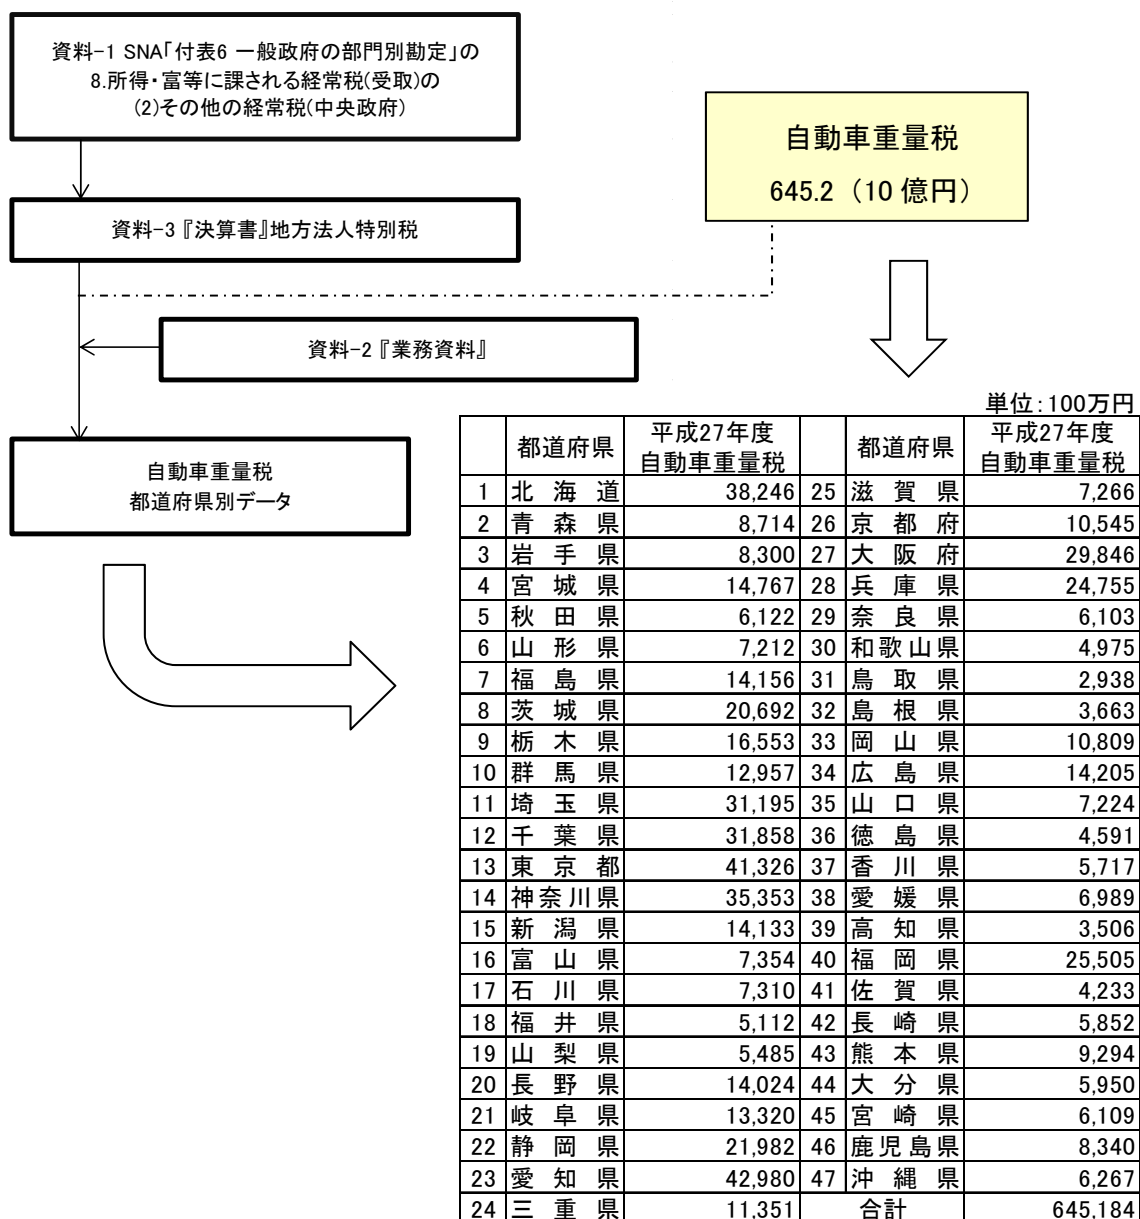 資料-1 SNA「付表6 一般政府の部門別勘定」の
8.所得・富等に課される経常税(受取)の
(2)その他の経常税(中央政府)
自動車重量税
645.2（10 億円）
資料-3『決算書』地方法人特別税
資料-2『業務資料』
自動車重量税
都道府県別データ
単位：100万円
都道府県 平成27年度 自動車重量税 都道府県 平成27年度 自動車重量税
1 北海道 38,246 25 滋賀県 7,266
2 青森県 8,714 26 京都府 10,545
3 岩手県 8,300 27 大阪府 29,846
4 宮城県 14,767 28 兵庫県 24,755
5 秋田県 6,122 29 奈良県 6,103
6 山形県 7,212 30 和歌山県 4,975
7 福島県 14,156 31 鳥取県 2,938
8 茨城県 20,692 32 島根県 3,663
9 栃木県 16,553 33 岡山県 10,809
10 群馬県 12,957 34 広島県 14,205
11 埼玉県 31,195 35 山口県 7,224
12 千葉県 31,858 36 徳島県 4,591
13 東京都 41,326 37 香川県 5,717
14 神奈川県 35,353 38 愛媛県 6,989
15 新潟県 14,133 39 高知県 3,506
16 富山県 7,354 40 福岡県 25,505
17 石川県 7,310 41 佐賀県 4,233
18 福井県 5,112 42 長崎県 5,852
19 山梨県 5,485 43 熊本県 9,294
20 長野県 14,024 44 大分県 5,950
21 岐阜県 13,320 45 宮崎県 6,109
22 静岡県 21,982 46 鹿児島県 8,340
23 愛知県 42,980 47 沖縄県 6,267
24 三重県 11,351 合計 645,184